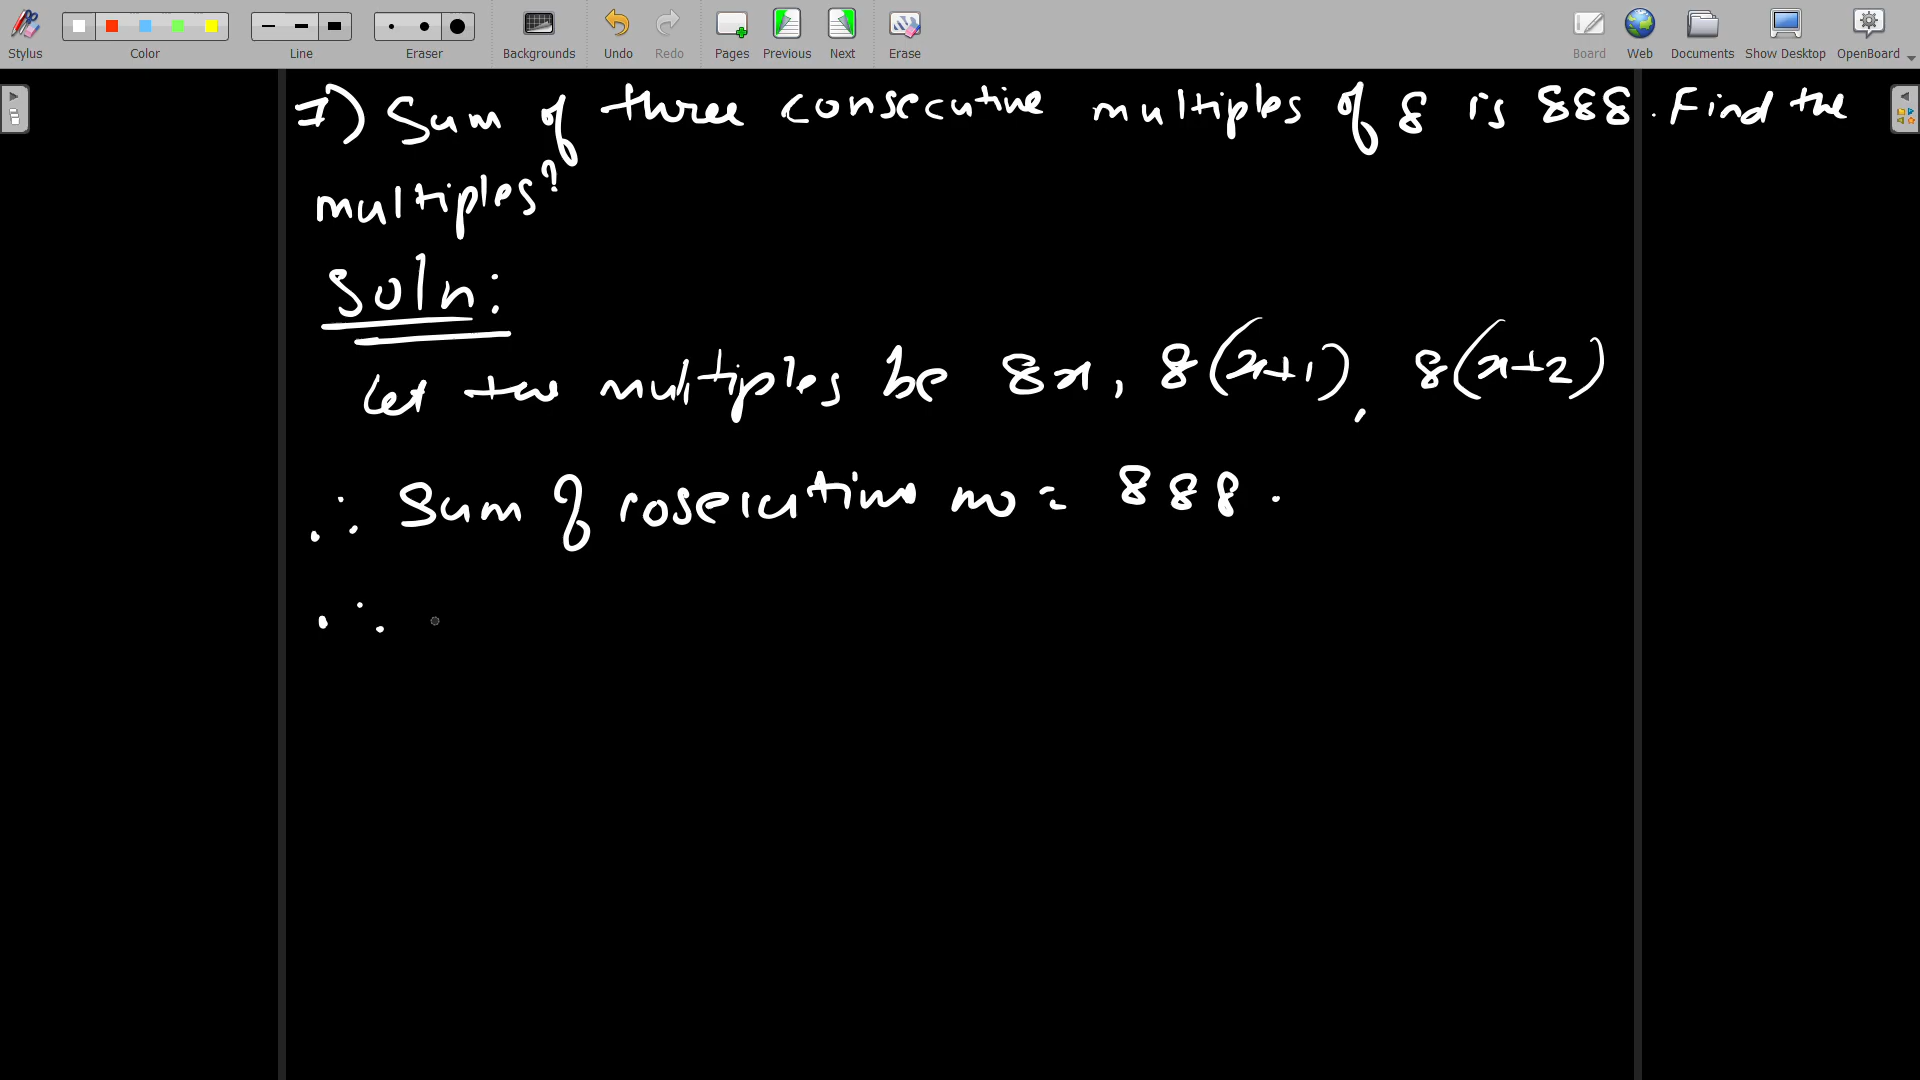 Stylus Color Line Eraser Backgrounds Undo Redo Pages Previous Next Erase Board Web Documents Show Desktop OpenBoard
7) Sum of three consecutive multiples of 8 is 888. Find the
multiples?
Soln:
Let the multiples be 8x, 8(x+1), 8(x+2)
∴ Sum of cosecutive no = 888.
∴